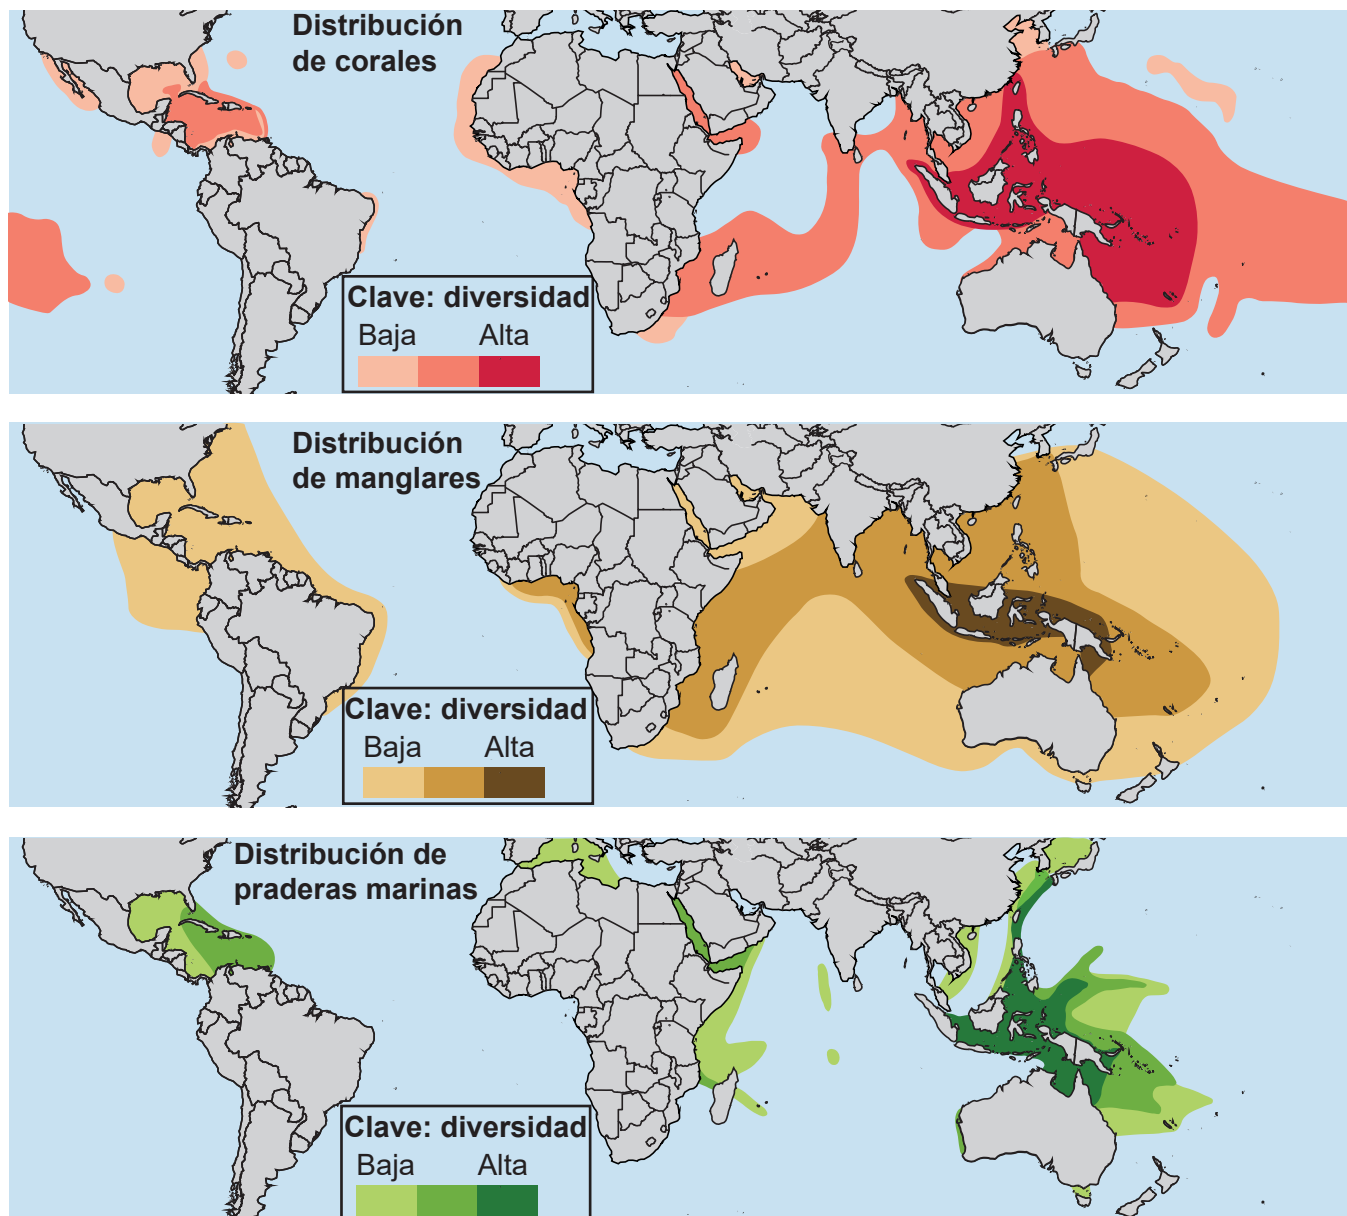 Distribución
de corales
Clave: diversidad
Baja Alta
Distribución
de manglares
Clave: diversidad
Baja Alta
Distribución de
praderas marinas
Clave: diversidad
Baja Alta